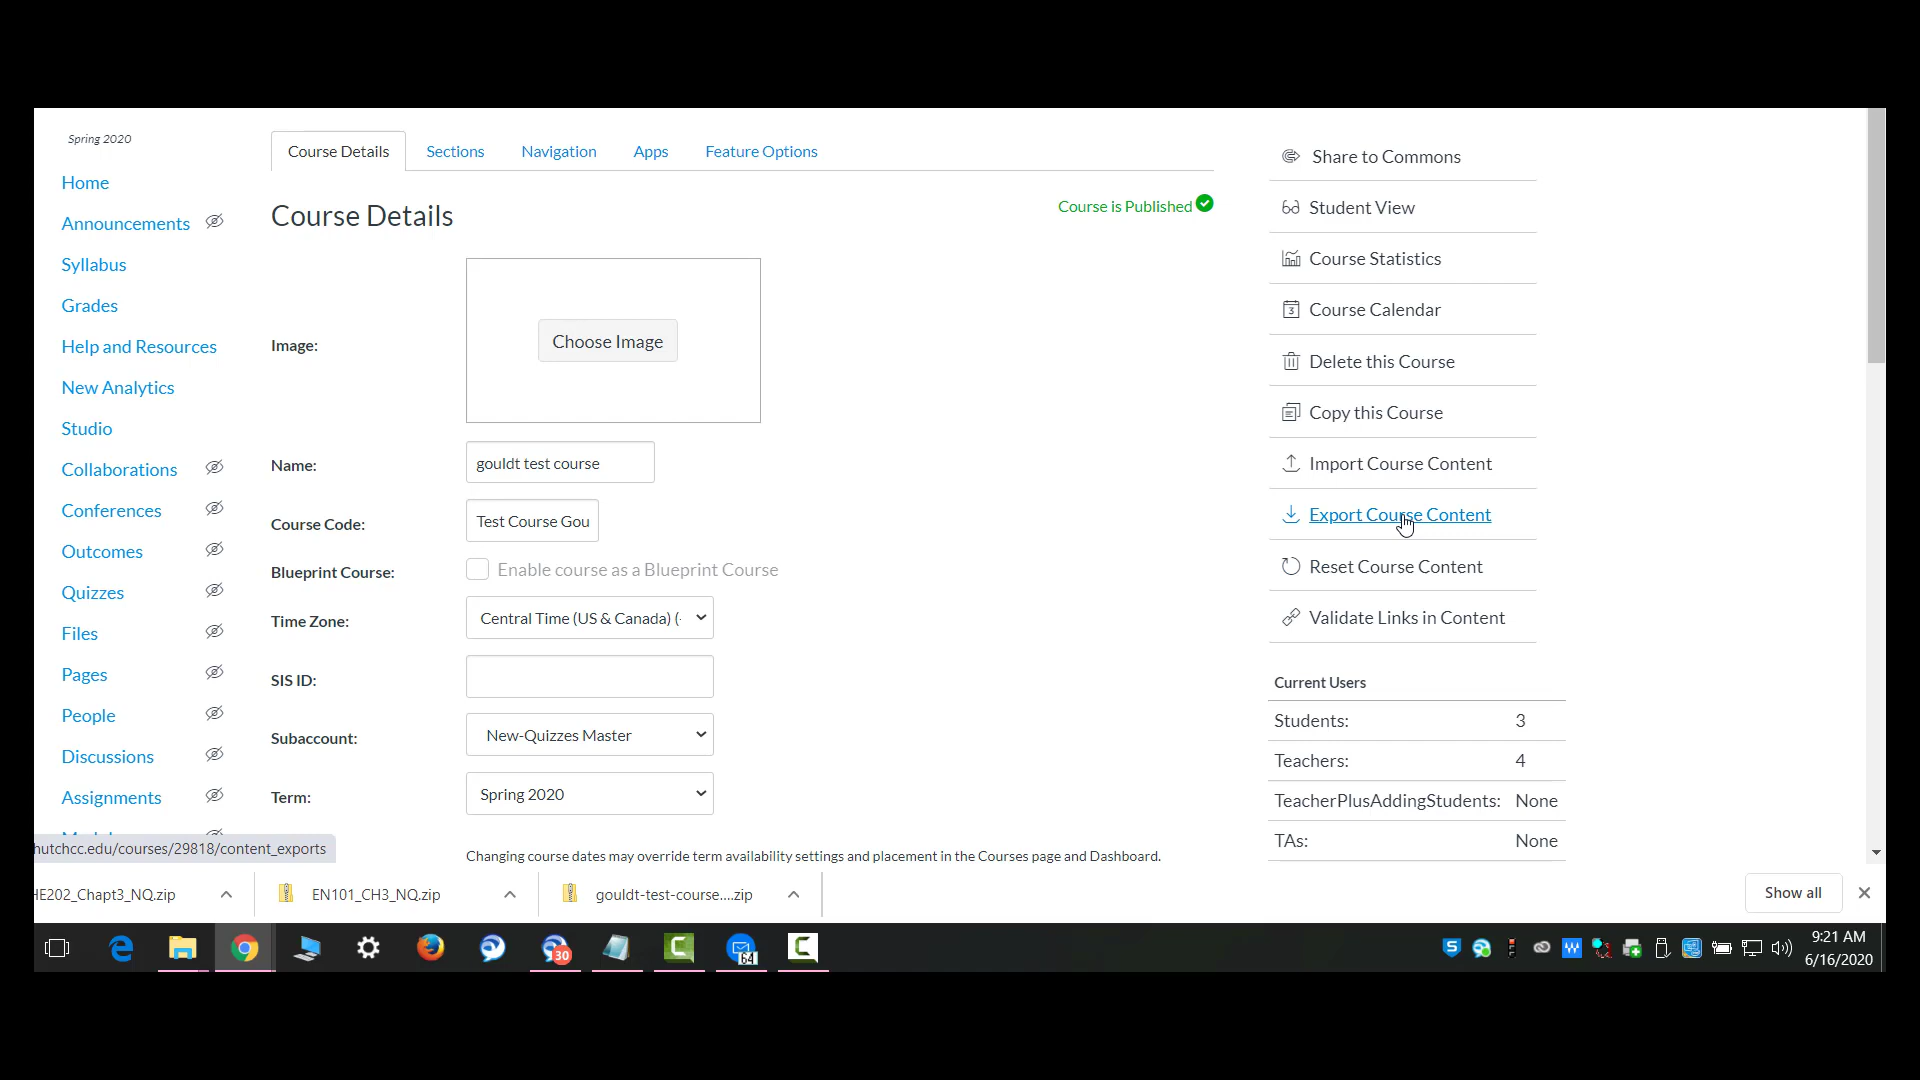 Spring 2020
Home
Announcements
Syllabus
Grades
Help and Resources
New Analytics
Studio
Collaborations
Conferences
Outcomes
Quizzes
Files
Pages
People
Discussions
Assignments
hutchcc.edu/courses/29818/content_exports
Course Details
Sections
Navigation
Apps
Feature Options
Course Details
Course is Published
Image:
Choose Image
Name:
gouldt test course
Course Code:
Test Course Gou
Blueprint Course:
Enable course as a Blueprint Course
Time Zone:
Central Time (US & Canada) (-
SIS ID:
Subaccount:
New-Quizzes Master
Term:
Spring 2020
Changing course dates may override term availability settings and placement in the Courses page and Dashboard.
Share to Commons
Student View
Course Statistics
3
Course Calendar
Delete this Course
Copy this Course
Import Course Content
Export Course Content
Reset Course Content
Validate Links in Content
Current Users
Students: 3
Teachers: 4
TeacherPlusAddingStudents: None
TAs: None
HE202_Chapt3_NQ.zip
EN101_CH3_NQ.zip
gouldt-test-course....zip
Show all
30
64
9:21 AM
6/16/2020